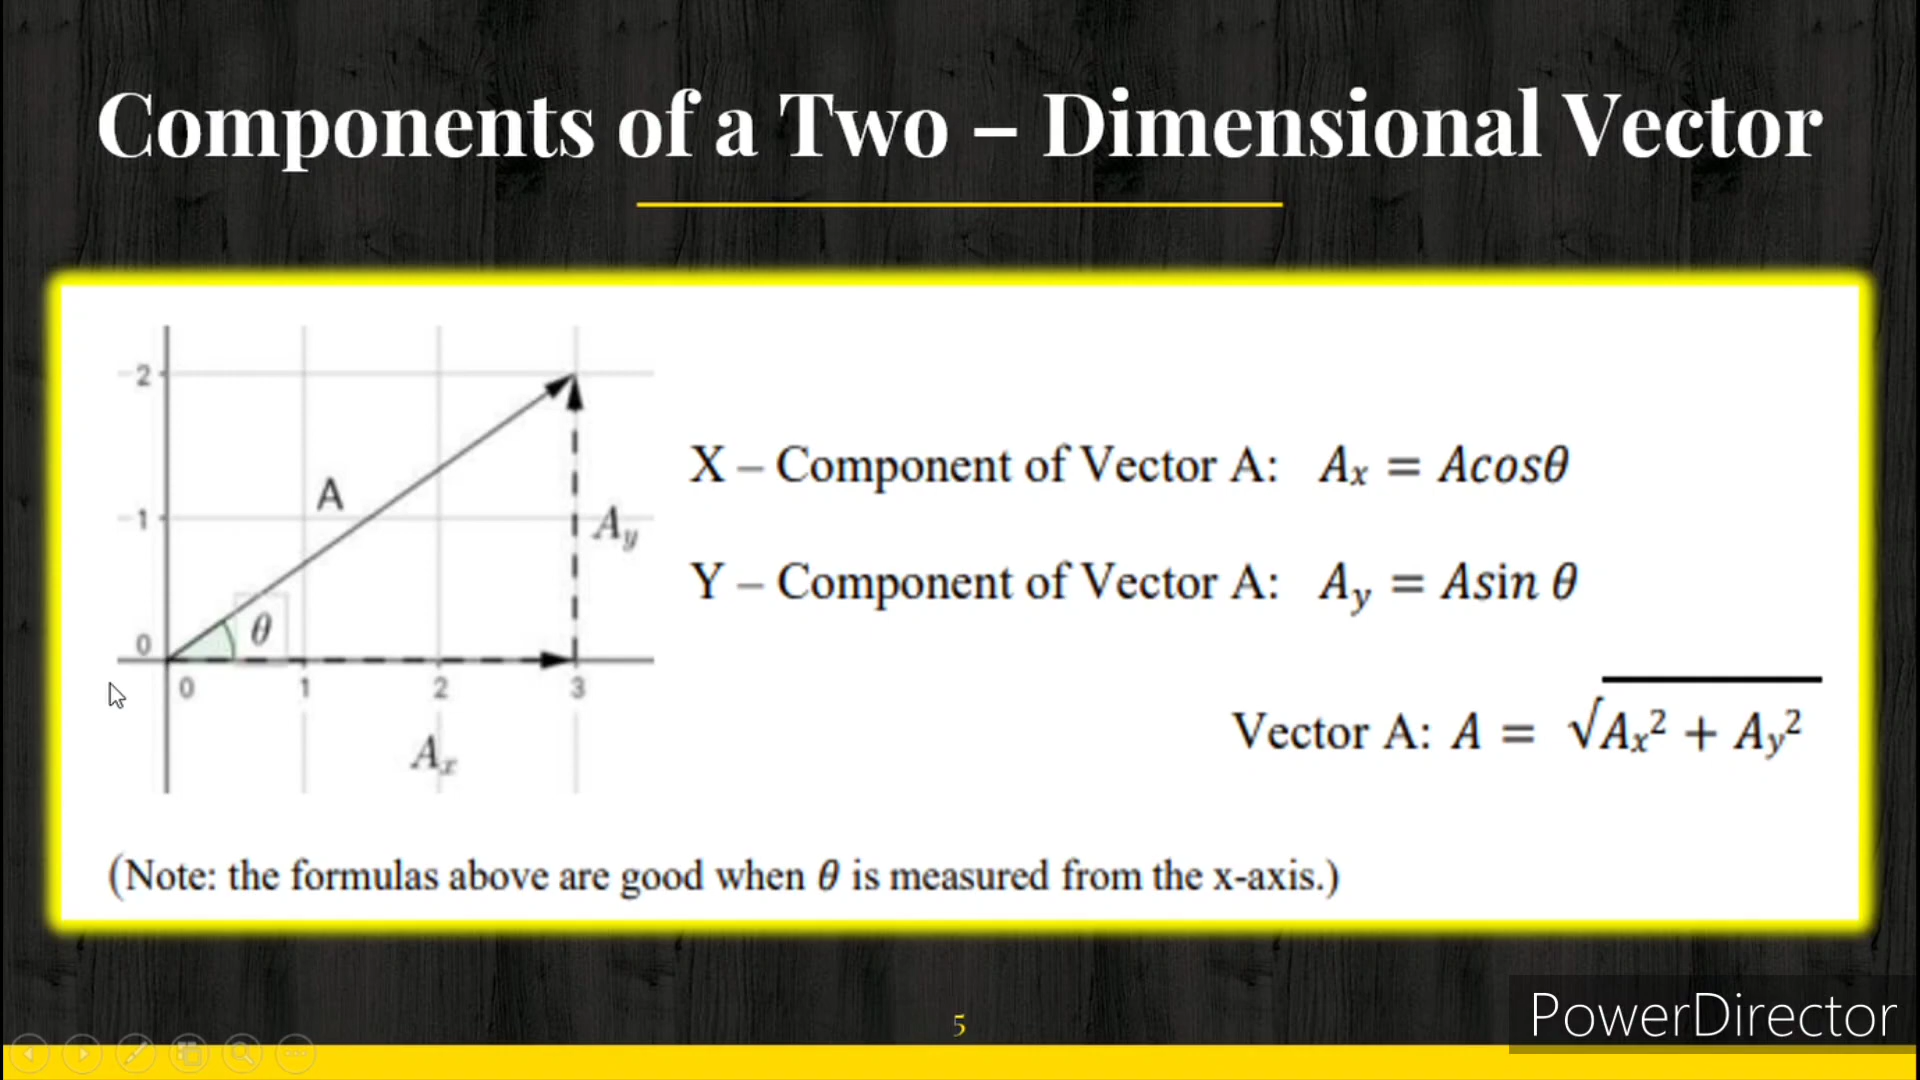 Components of a Two – Dimensional Vector
2
1
0
0
1
2
3
A
θ
Ay
Ax
X – Component of Vector A: Ax = Acosθ
Y – Component of Vector A: Ay = Asin θ
Vector A: A = √Ax² + Ay²
(Note: the formulas above are good when θ is measured from the x-axis.)
5
PowerDirector